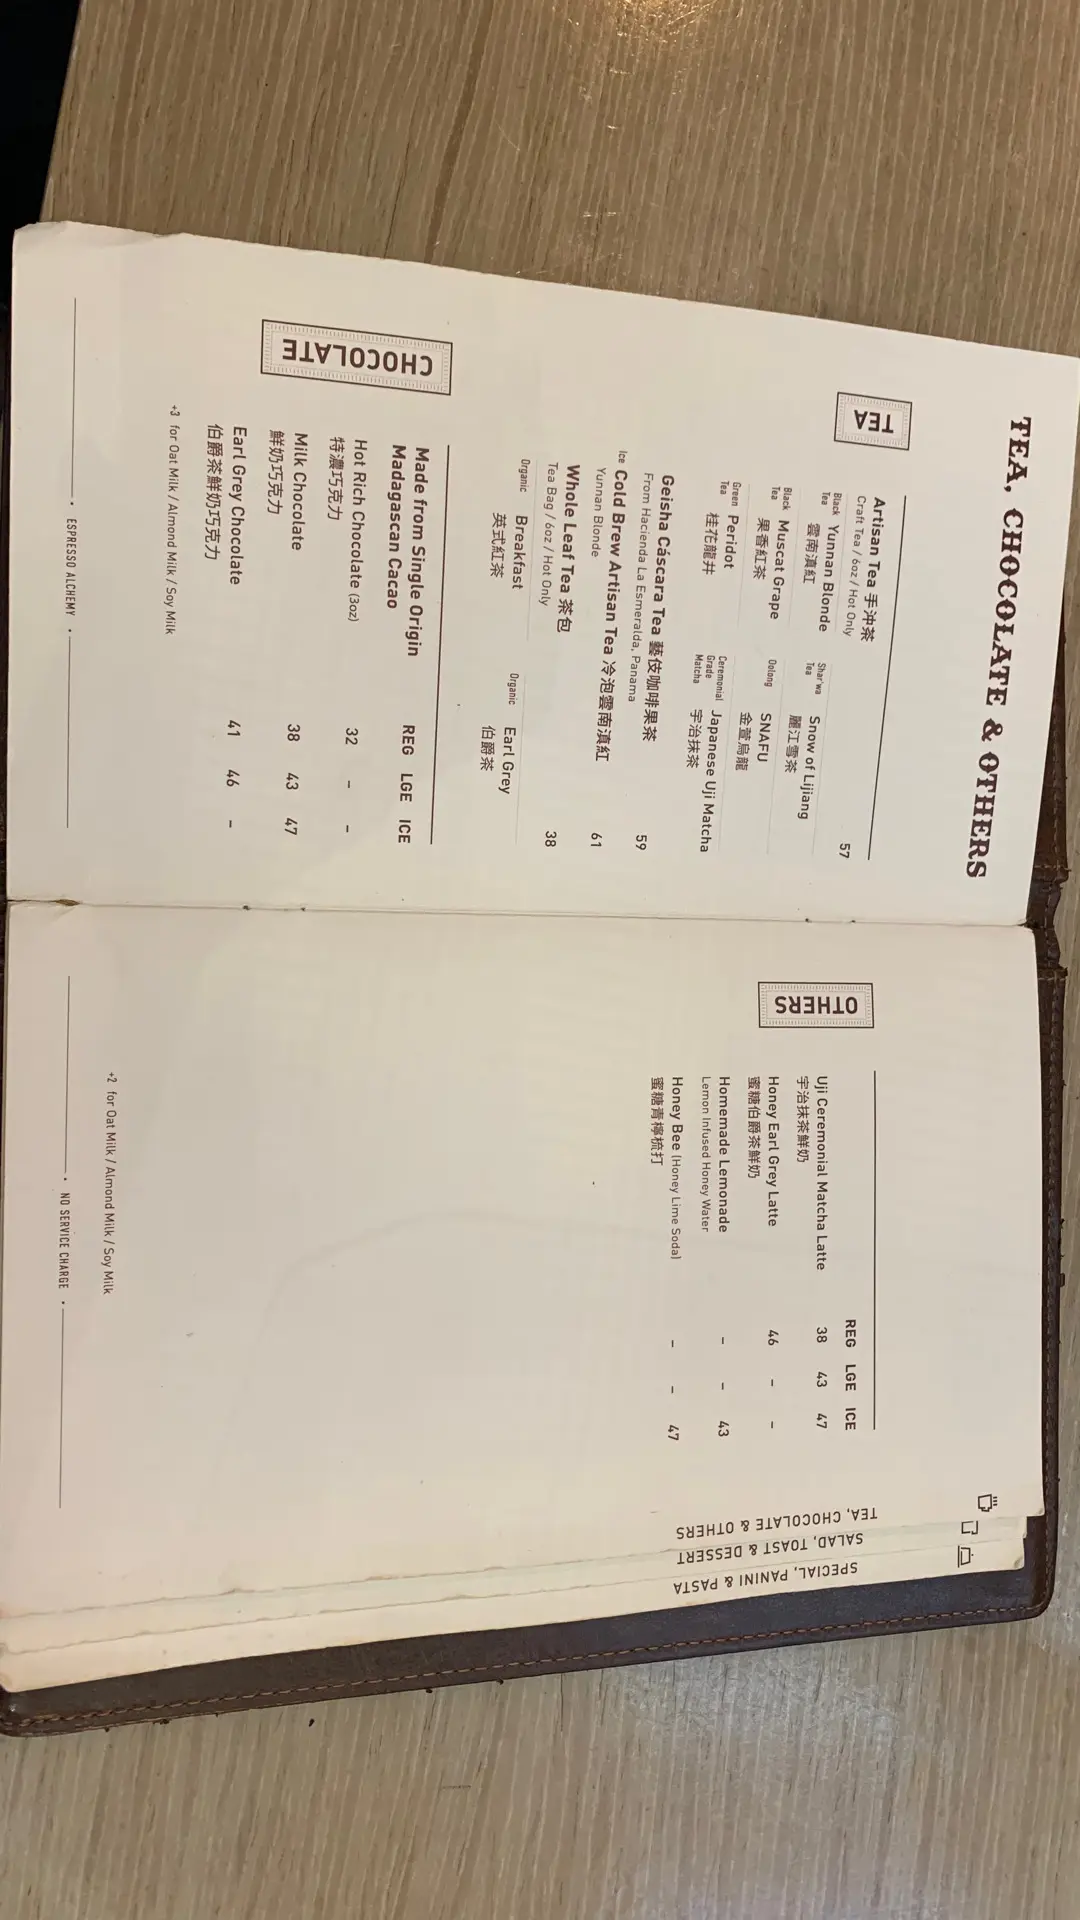 TEA, CHOCOLATE & OTHERS
TEA
Artisan Tea 手沖茶
Craft Tea / 6oz / Hot Only
57
Black Tea Yunnan Blonde
雲南滇紅
Shar'wa Tea Snow of Lijiang
麗江雪茶
Black Tea Muscat Grape
果香紅茶
Oolong SNAFU
金萱烏龍
Green Tea Peridot
桂花龍井
Ceremonial Grade Matcha Japanese Uji Matcha
宇治抹茶
Geisha Cáscara Tea 藝伎咖啡果茶 59
From Hacienda La Esmeralda, Panama
Ice Cold Brew Artisan Tea 冷泡雲南滇紅 61
Yunnan Blonde
Whole Leaf Tea 茶包 38
Tea Bag / 6oz / Hot Only
Organic Breakfast
英式紅茶
Organic Earl Grey
伯爵茶
CHOCOLATE
Made from Single Origin
Madagascan Cacao REG LGE ICE
Hot Rich Chocolate (3oz) 32 - -
特濃巧克力
Milk Chocolate 38 43 47
鮮奶巧克力
Earl Grey Chocolate 41 46 -
伯爵茶鮮奶巧克力
+3 for Oat Milk / Almond Milk / Soy Milk
• ESPRESSO ALCHEMY •
OTHERS
REG LGE ICE
Uji Ceremonial Matcha Latte 38 43 47
宇治抹茶鮮奶
Honey Earl Grey Latte 46 - -
蜜糖伯爵茶鮮奶
Homemade Lemonade - - 43
Lemon Infused Honey Water
Honey Bee (Honey Lime Soda) - - 47
蜜糖青檸梳打
+2 for Oat Milk / Almond Milk / Soy Milk
• NO SERVICE CHARGE •
TEA, CHOCOLATE & OTHERS
SALAD, TOAST & DESSERT
SPECIAL, PANINI & PASTA